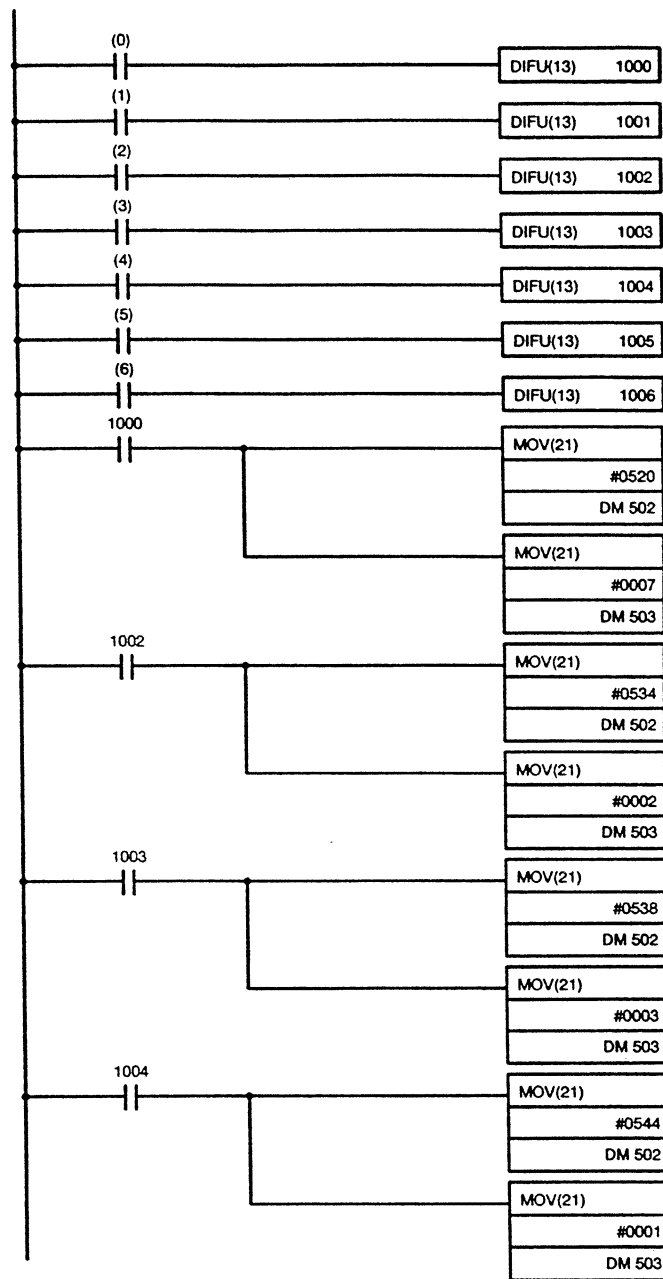 (0)
DIFU(13) 1000
(1)
DIFU(13) 1001
(2)
DIFU(13) 1002
(3)
DIFU(13) 1003
(4)
DIFU(13) 1004
(5)
DIFU(13) 1005
(6)
DIFU(13) 1006
1000
MOV(21)
#0520
DM 502
MOV(21)
#0007
DM 503
1002
MOV(21)
#0534
DM 502
MOV(21)
#0002
DM 503
1003
MOV(21)
#0538
DM 502
MOV(21)
#0003
DM 503
1004
MOV(21)
#0544
DM 502
MOV(21)
#0001
DM 503